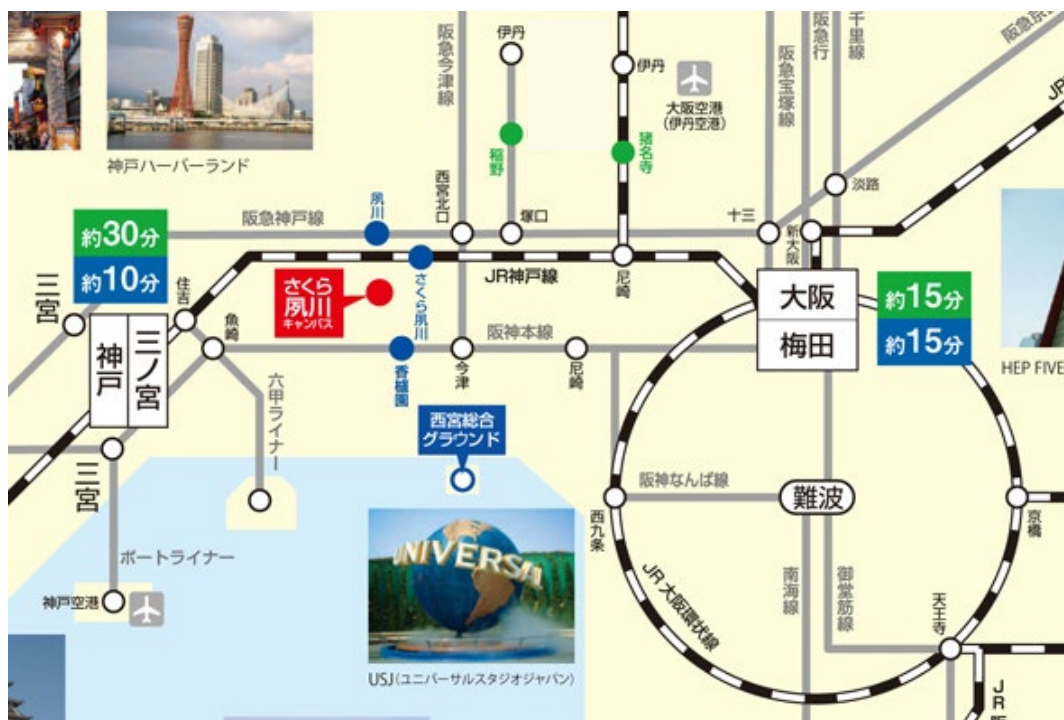 神戸ハーバーランド
阪急今津線
伊丹
稲野
伊丹
猪名寺
大阪空港
(伊丹空港)
阪急宝塚線
阪急
千里線
淡路
JR
阪急神戸線
夙川
西宮北口
塚口
十三
新大阪
約30分
約10分
三宮
住吉
魚崎
神戸
三ノ宮
さくら
夙川
キャンパス
さくら夙川
JR神戸線
尼崎
大阪
梅田
約15分
約15分
HEP FIVE
阪神本線
香櫨園
今津
尼崎
六甲ライナー
西宮総合
グラウンド
三宮
ポートライナー
神戸空港
UNIVERSA
USJ(ユニバーサルスタジオジャパン)
阪神なんば線
西九条
難波
京橋
JR 大阪環状線
南海線
御堂筋線
天王寺
JR